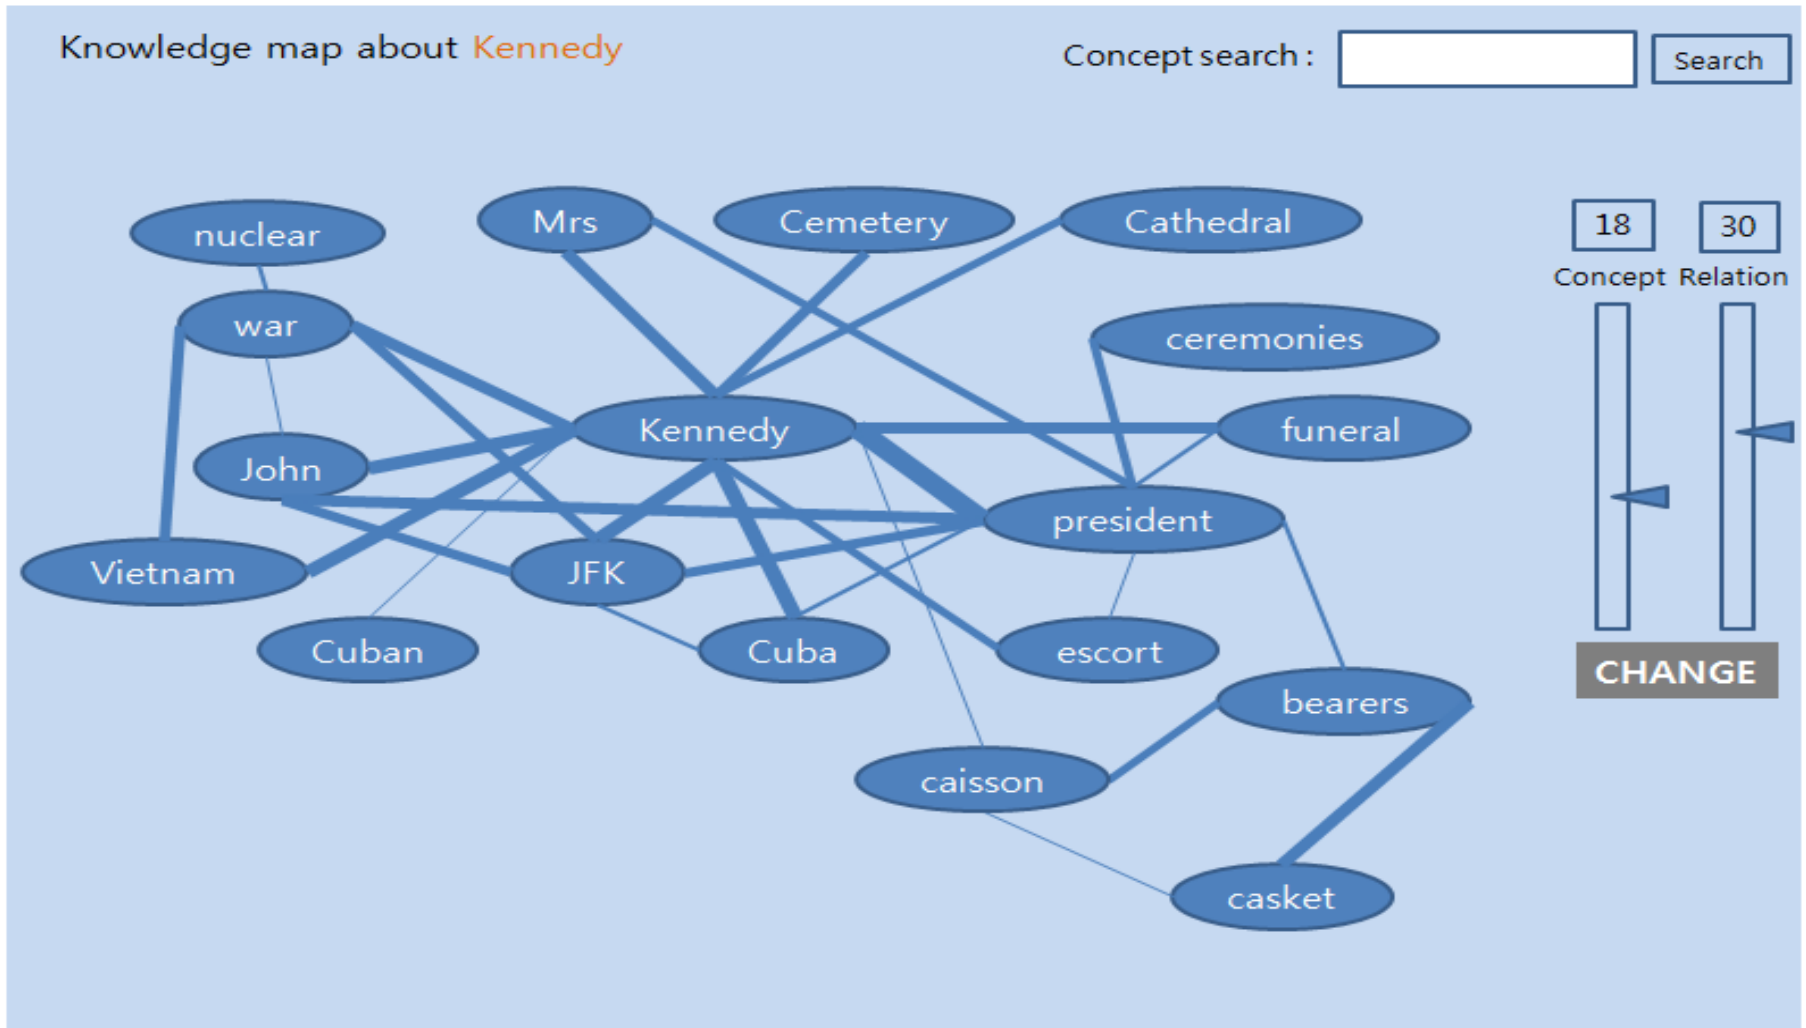 Knowledge map about Kennedy
Concept search :
Search
nuclear
Mrs
Cemetery
Cathedral
18
30
Concept
Relation
war
ceremonies
Kennedy
funeral
John
president
Vietnam
JFK
Cuban
Cuba
escort
CHANGE
bearers
caisson
casket